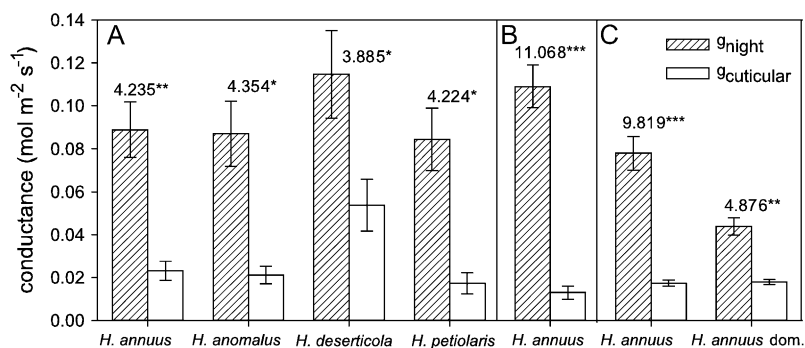 0.14
0.12
0.10
0.08
0.06
0.04
0.02
0.00
conductance (mol m⁻² s⁻¹)
A
4.235**
4.354*
3.885*
4.224*
B
11.068***
C
g_night
g_cuticular
9.819***
4.876**
H. annuus H. anomalus H. deserticola H. petiolaris H. annuus H. annuus H. annuus dom.